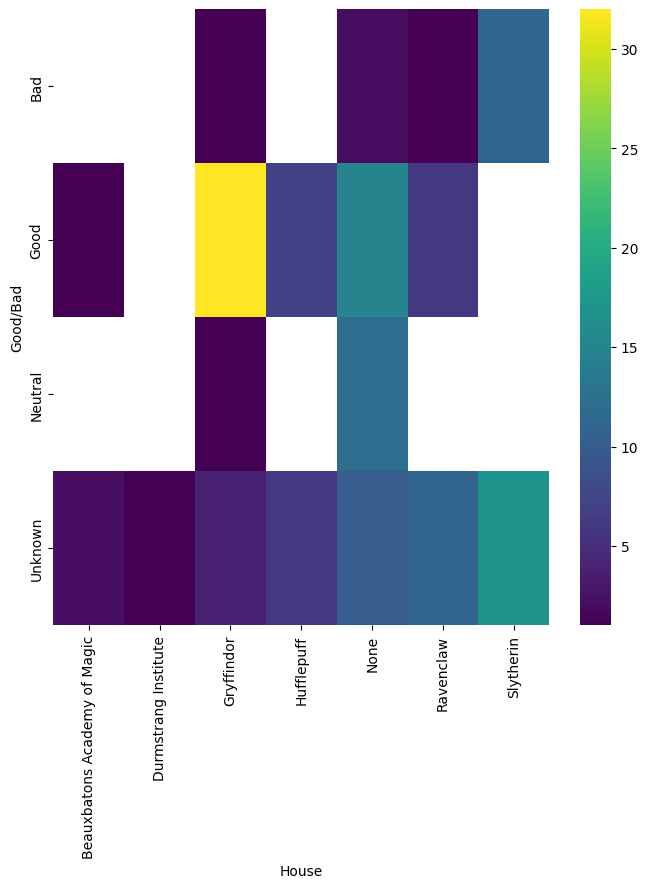 Good/Bad
Bad
Good
Neutral
Unknown
Beauxbatons Academy of Magic
Durmstrang Institute
Gryffindor
Hufflepuff
None
Ravenclaw
Slytherin
House
30
25
20
15
10
5